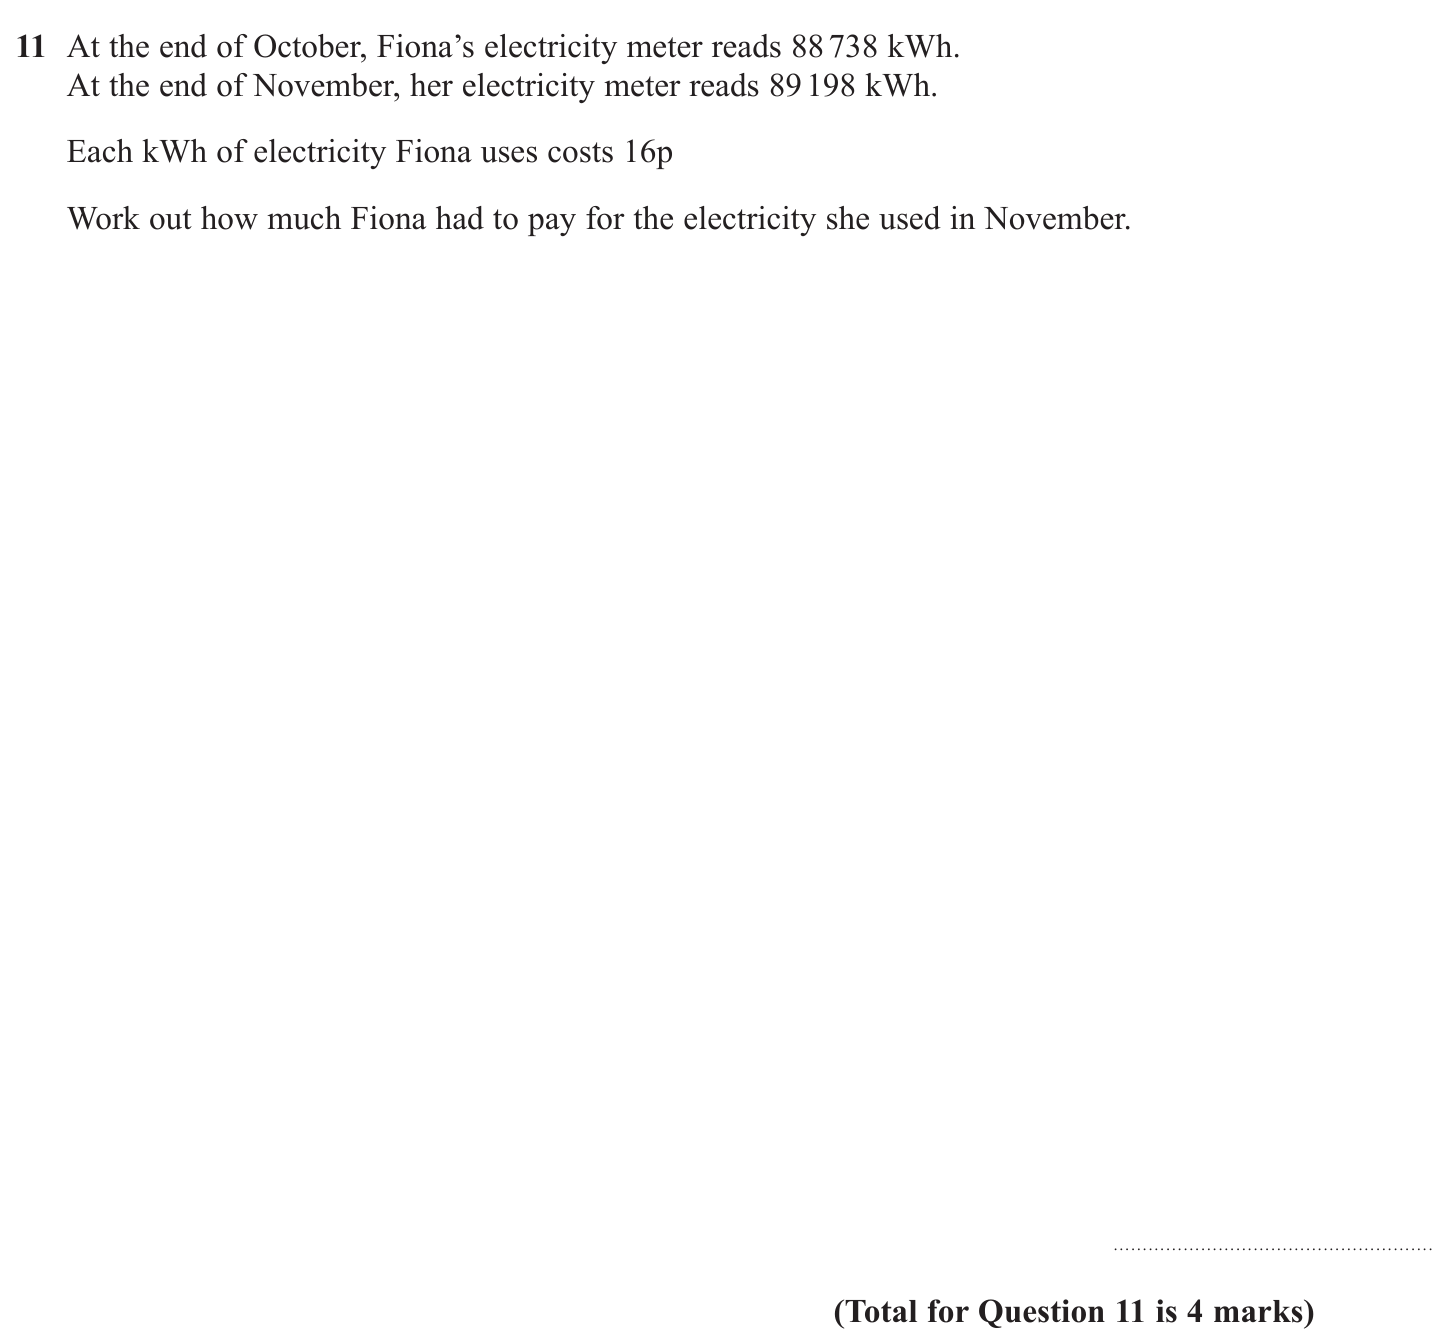 11 At the end of October, Fiona’s electricity meter reads 88 738 kWh.
At the end of November, her electricity meter reads 89 198 kWh.
Each kWh of electricity Fiona uses costs 16p
Work out how much Fiona had to pay for the electricity she used in November.
(Total for Question 11 is 4 marks)